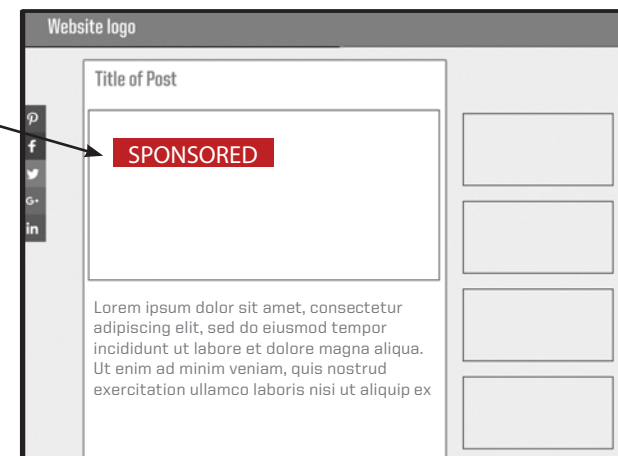 Website logo
Title of Post
f
G+
in
SPONSORED
Lorem ipsum dolor sit amet, consectetur
adipiscing elit, sed do eiusmod tempor
incididunt ut labore et dolore magna aliqua.
Ut enim ad minim veniam, quis nostrud
exercitation ullamco laboris nisi ut aliquip ex